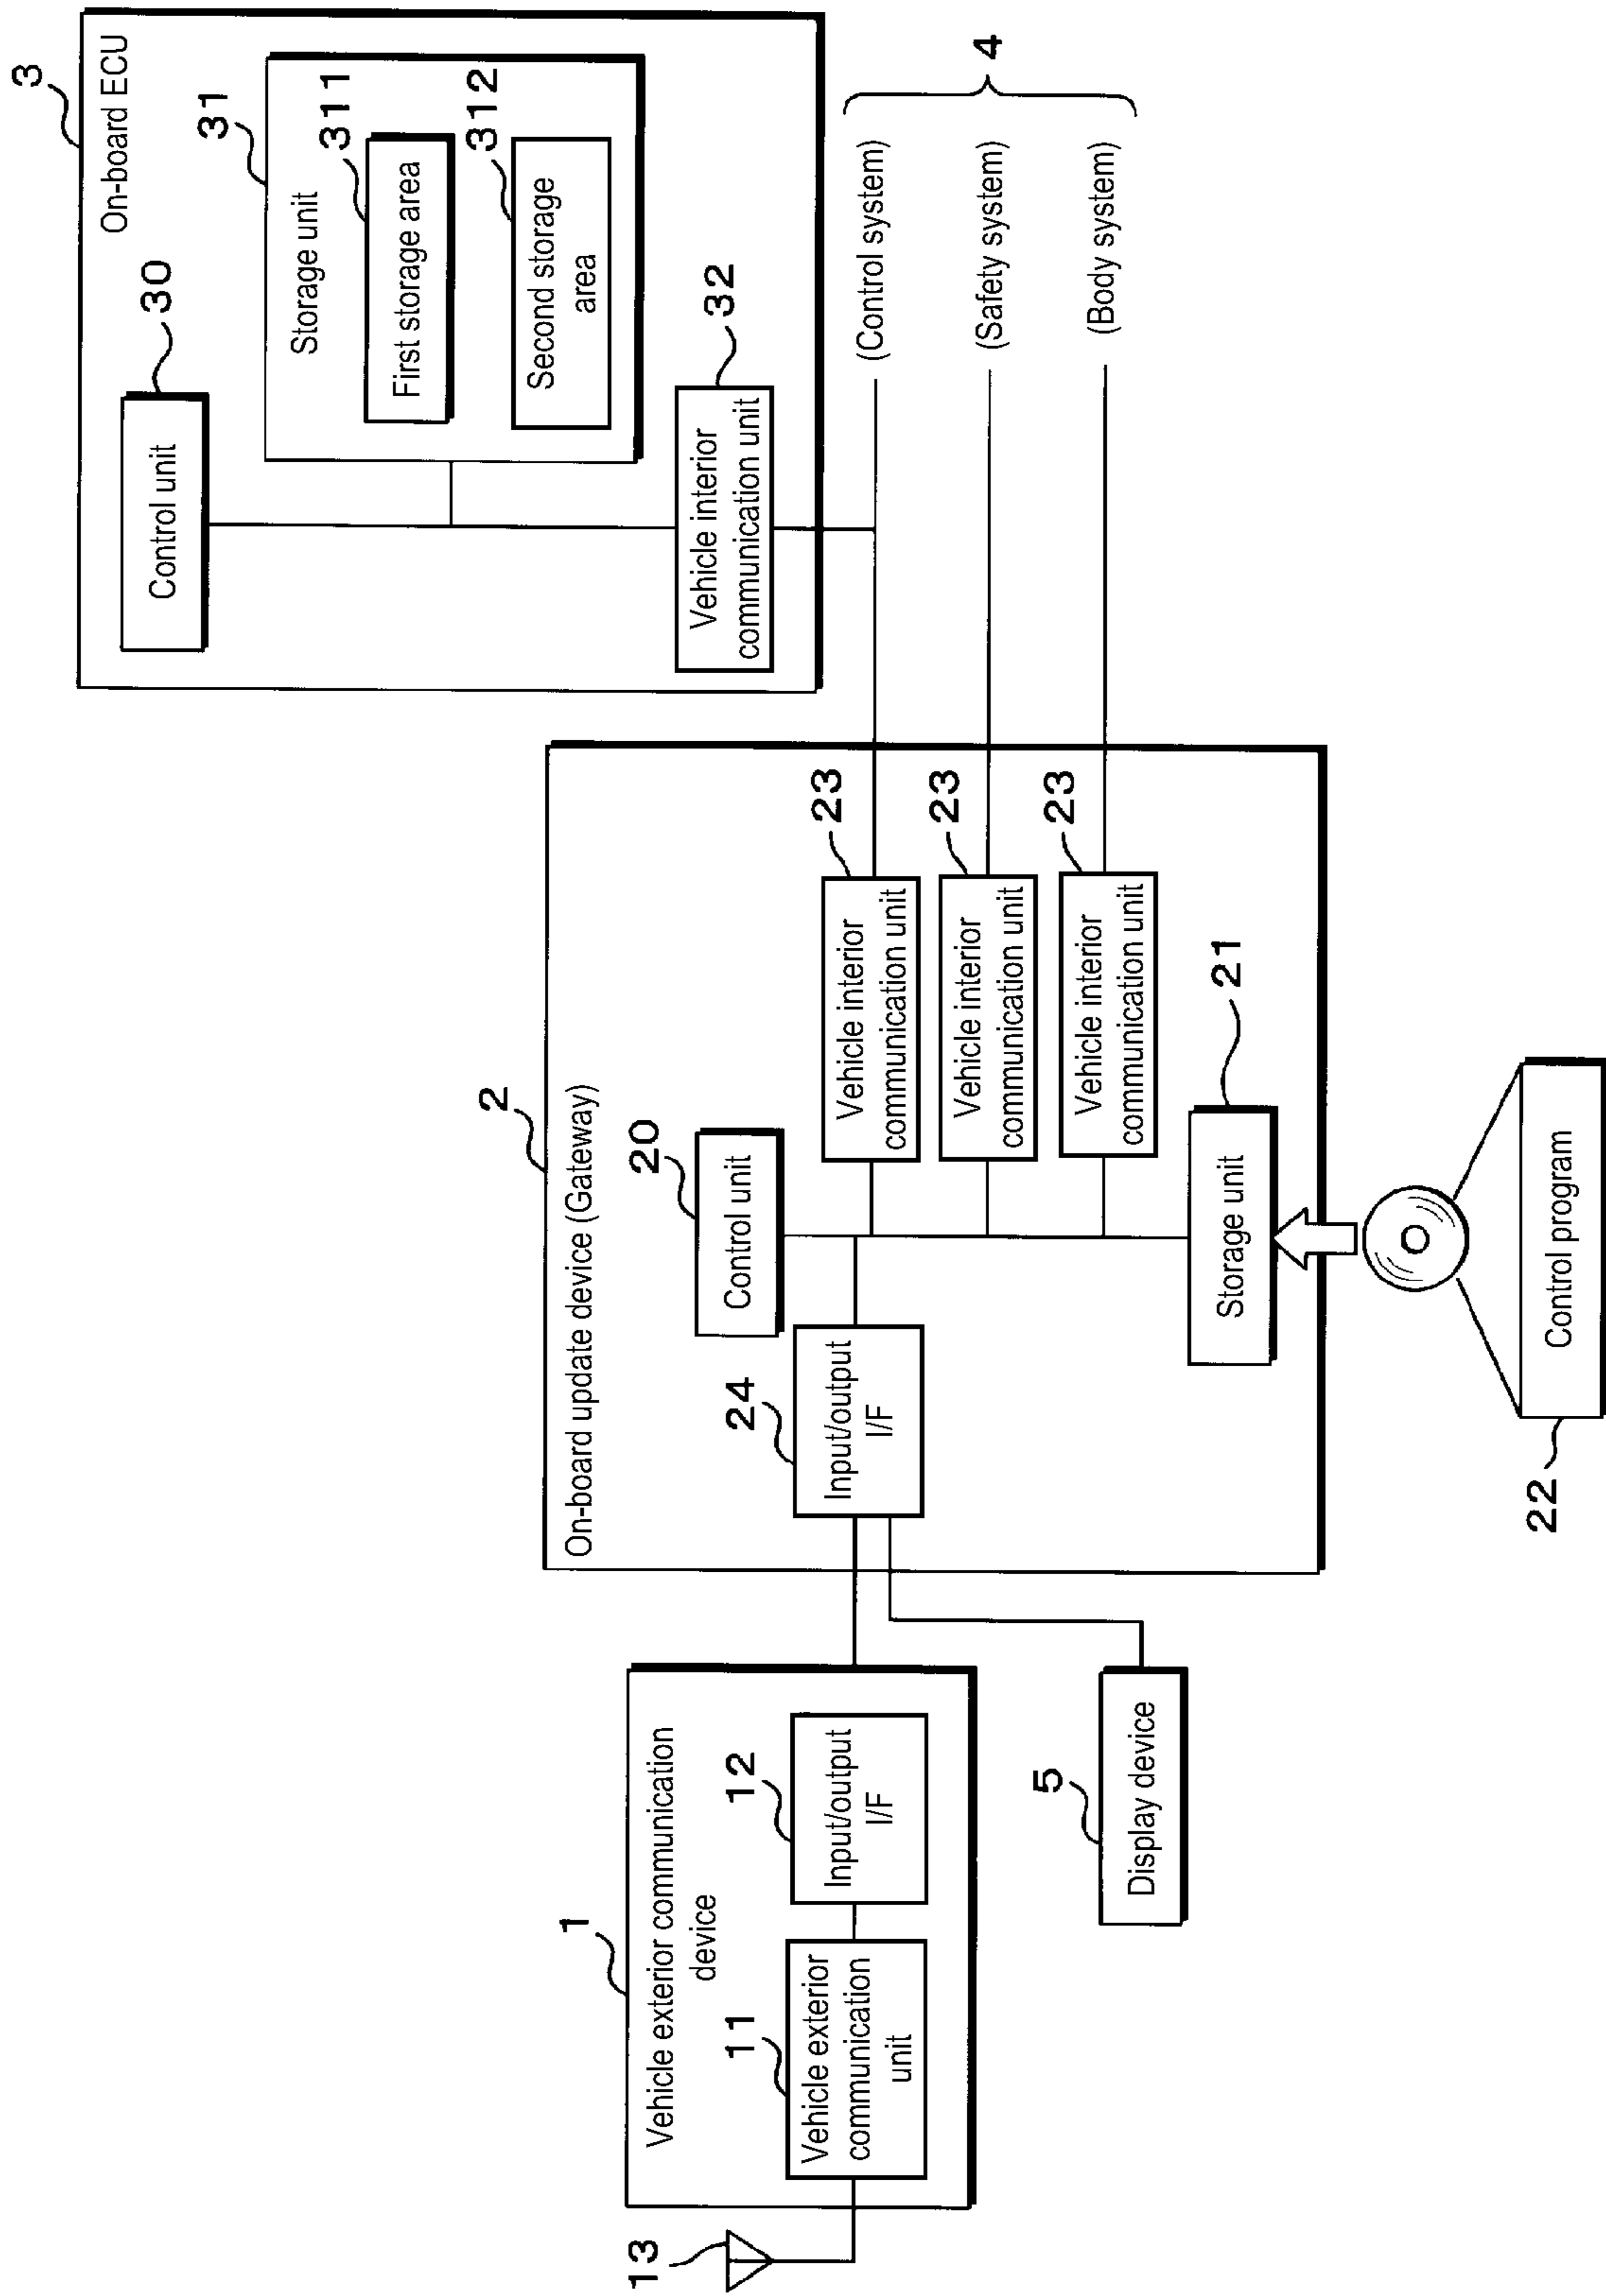 1
Vehicle exterior communication
device
11
Vehicle exterior
communication
unit
12
Input/output
I/F
13
5
Display device
2
On-board update device (Gateway)
20
Control unit
24
Input/output
I/F
23
Vehicle interior
communication unit
23
Vehicle interior
communication unit
23
Vehicle interior
communication unit
21
Storage unit
22
Control program
3
On-board ECU
30
Control unit
31
Storage unit
311
First storage area
312
Second storage
area
32
Vehicle interior
communication unit
(Control system)
(Safety system)
(Body system)
4